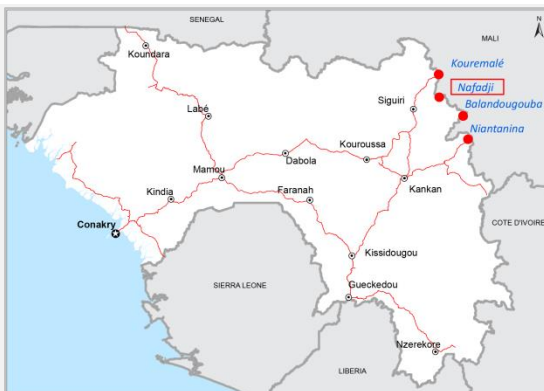 SENEGAL
N
MALI
Koundara
Kouremalé
Nafadji
Siguiri
Balandougouba
Labé
Niantanina
Kouroussa
Dabola
Mamou
Kankan
Kindia
Faranah
COTE D'IVOIRE
Conakry
Kissidougou
SIERRA LEONE
Gueckedou
Nzerekore
LIBERIA